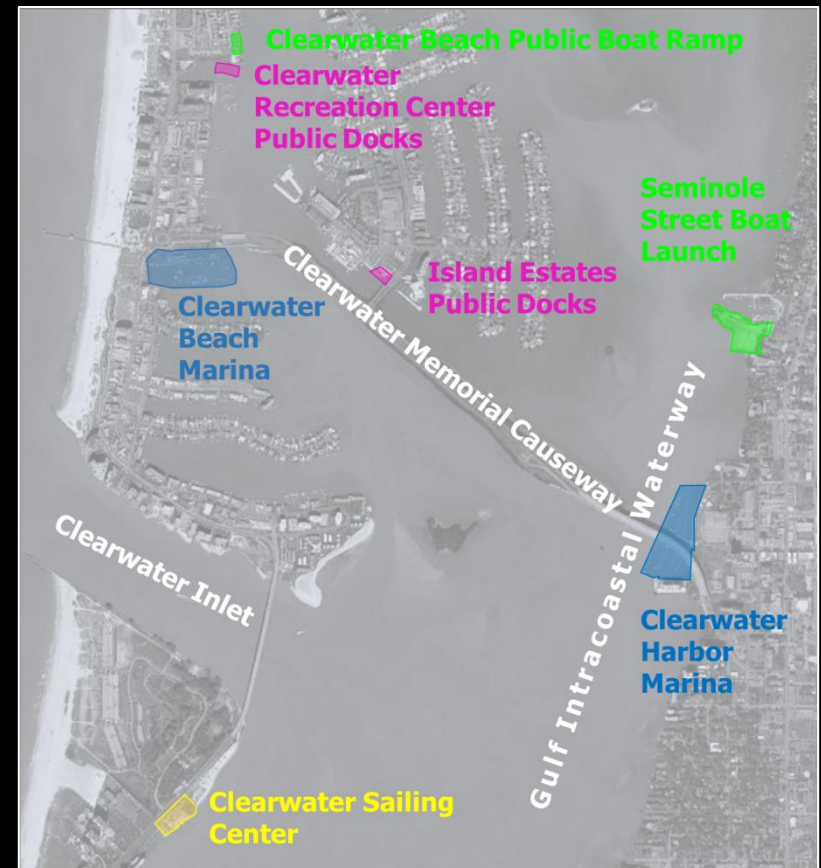 Clearwater Beach Public Boat Ramp
Clearwater
Recreation Center
Public Docks
Seminole
Street Boat
Launch
Island Estates
Public Docks
Clearwater
Beach
Marina
Clearwater Memorial Causeway
Gulf Intracoastal Waterway
Clearwater Inlet
Clearwater
Harbor
Marina
Clearwater Sailing
Center